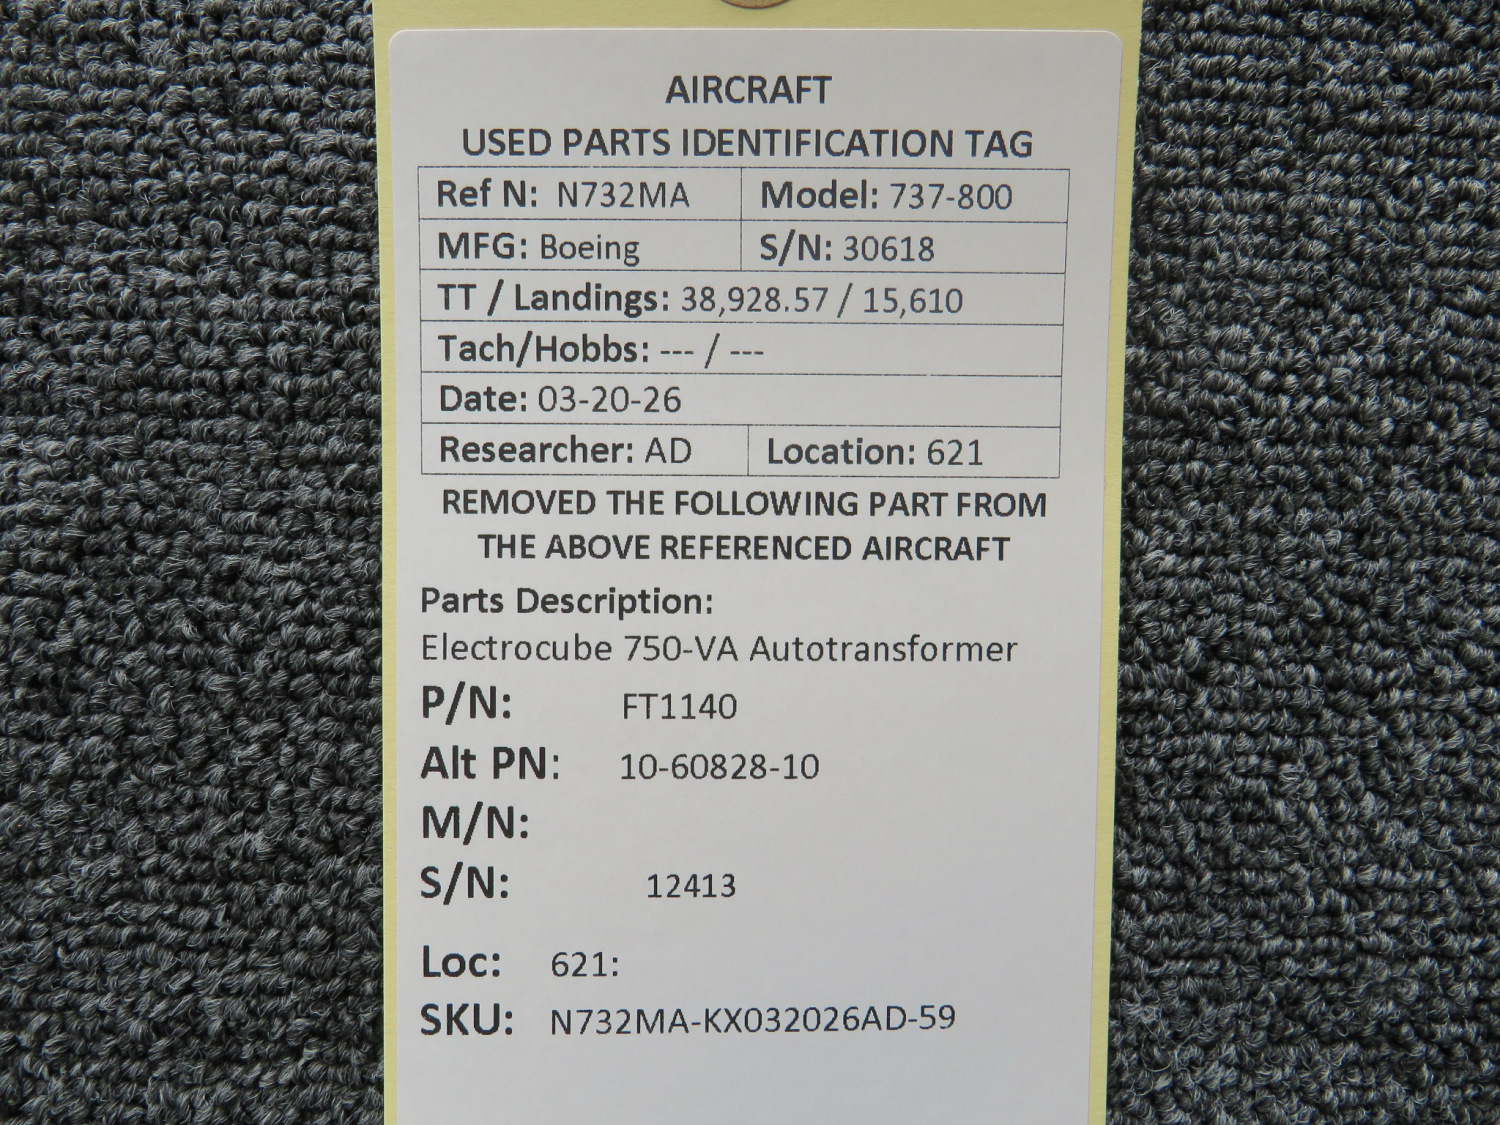 AIRCRAFT
USED PARTS IDENTIFICATION TAG
Ref N: N732MA Model: 737-800
MFG: Boeing S/N: 30618
TT / Landings: 38,928.57 / 15,610
Tach/Hobbs: --- / ---
Date: 03-20-26
Researcher: AD Location: 621
REMOVED THE FOLLOWING PART FROM
THE ABOVE REFERENCED AIRCRAFT
Parts Description:
Electrocube 750-VA Autotransformer
P/N: FT1140
Alt PN: 10-60828-10
M/N:
S/N: 12413
Loc: 621:
SKU: N732MA-KX032026AD-59